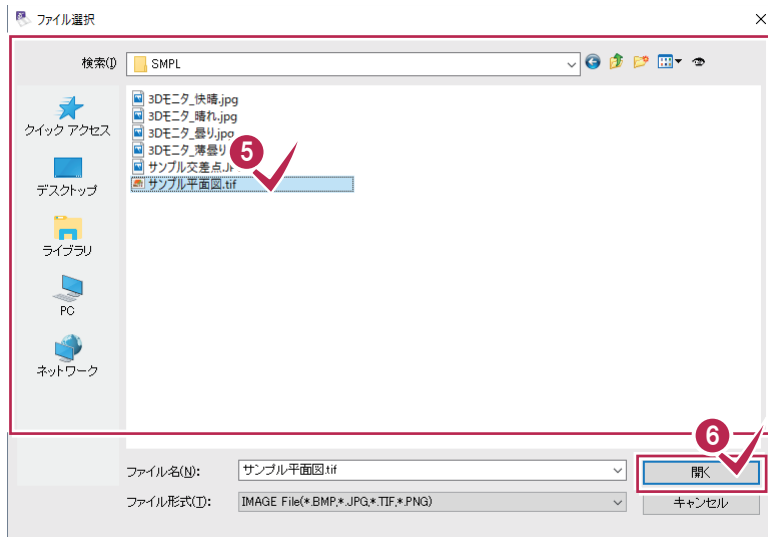 ファイル選択
検索(I)
SMPL
クイック アクセス
デスクトップ
ライブラリ
PC
ネットワーク
3Dモニタ_快晴.jpg
3Dモニタ_晴れ.jpg
3Dモニタ_曇り.jpg
3Dモニタ_薄曇り
サンプル交差点.J
サンプル平面図.tif
5
6
ファイル名(N):
サンプル平面図.tif
開く
ファイル形式(T):
IMAGE File(*.BMP,*.JPG,*.TIF,*.PNG)
キャンセル